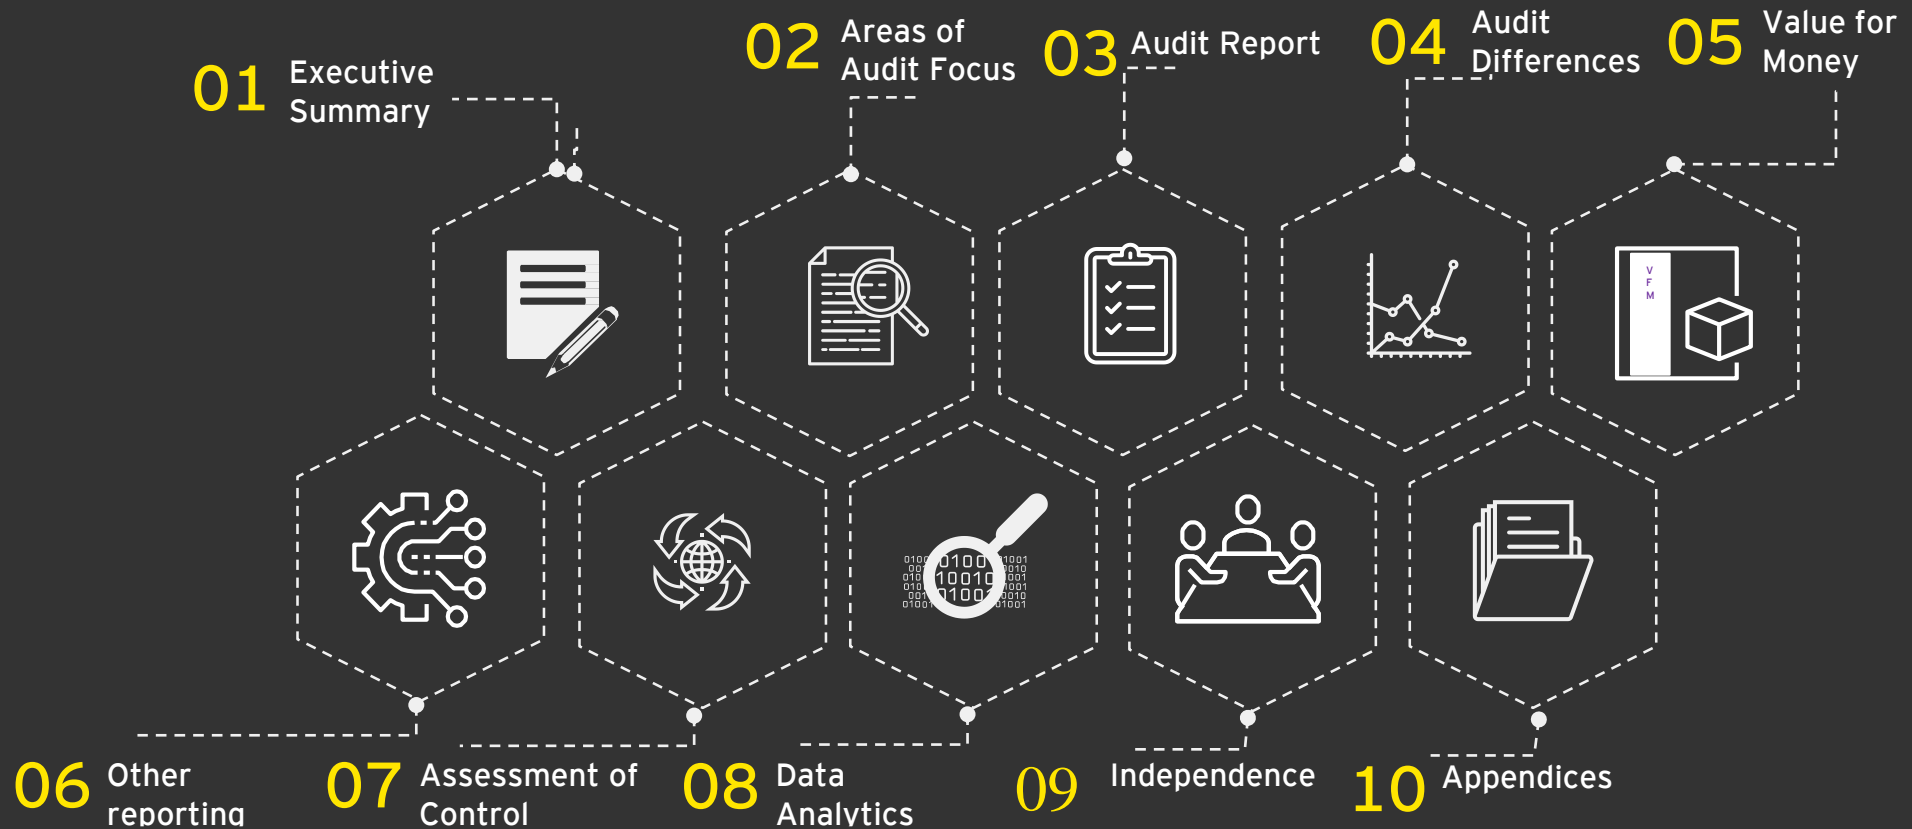 01
Executive
Summary
02
Areas of
Audit Focus
03
Audit Report
04
Audit
Differences
05
Value for
Money
V
F
M
06
Other
reporting
07
Assessment of
Control
08
Data
Analytics
09
Independence
10
Appendices